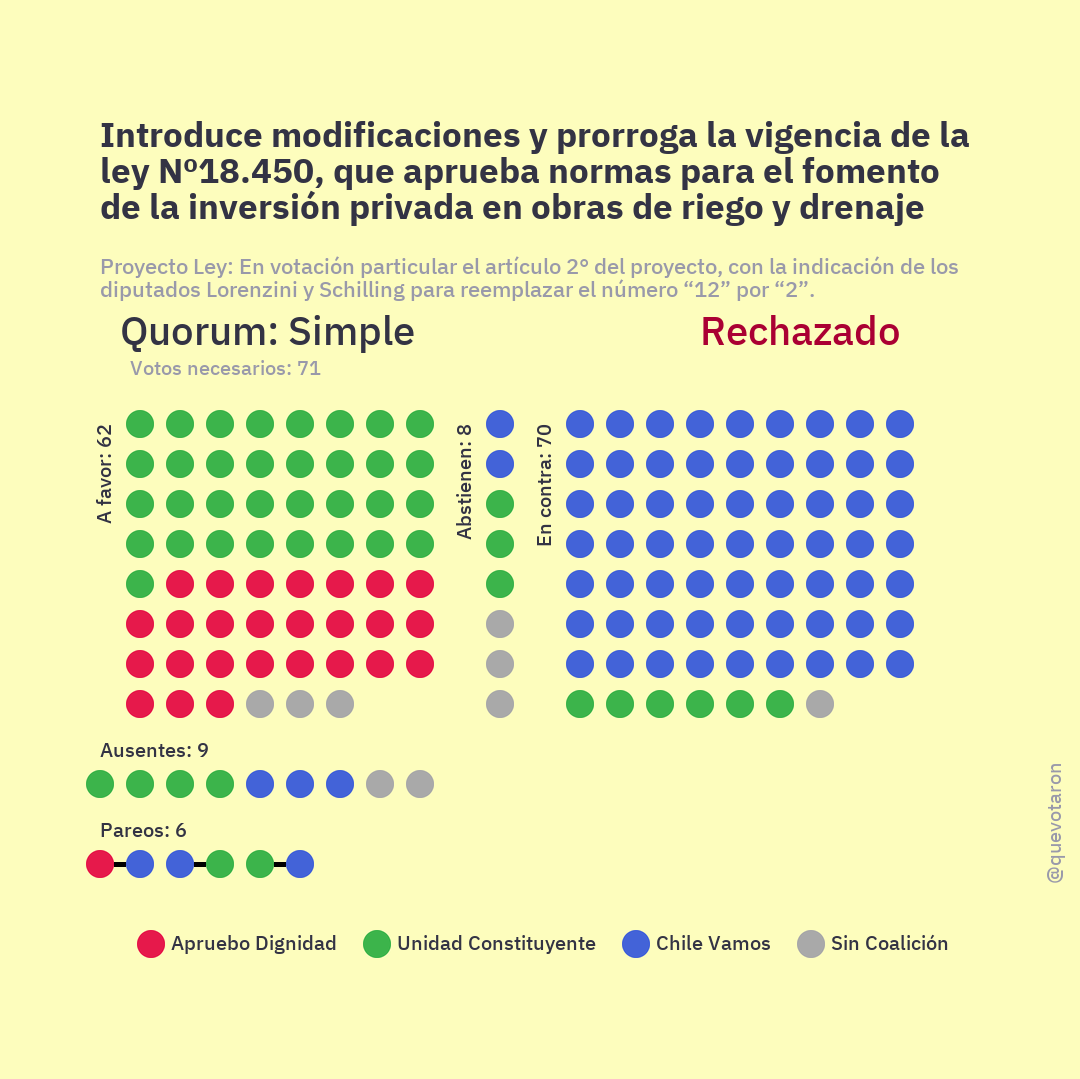 Introduce modificaciones y prorroga la vigencia de la
ley Nº18.450, que aprueba normas para el fomento
de la inversión privada en obras de riego y drenaje
Proyecto Ley: En votación particular el artículo 2° del proyecto, con la indicación de los
diputados Lorenzini y Schilling para reemplazar el número “12” por “2”.
Quorum: Simple
Rechazado
Votos necesarios: 71
A favor: 62
Abstienen: 8
En contra: 70
Ausentes: 9
Pareos: 6
@quevotaron
Apruebo Dignidad
Unidad Constituyente
Chile Vamos
Sin Coalición